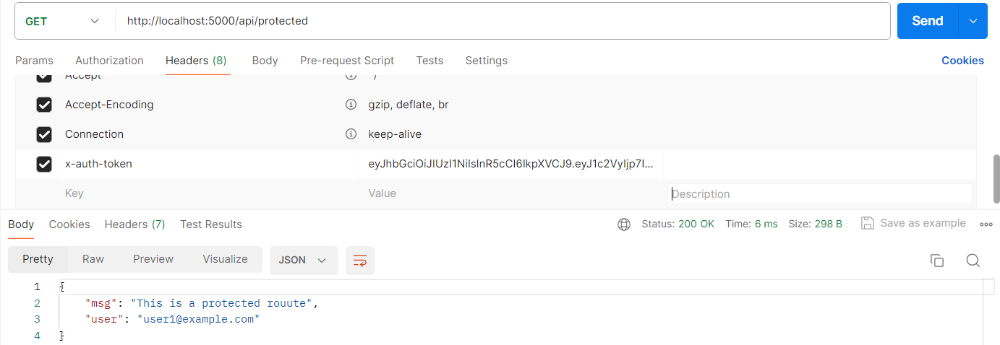 GET http://localhost:5000/api/protected Send
Params Authorization Headers (8) Body Pre-request Script Tests Settings Cookies
Accept */*
Accept-Encoding gzip, deflate, br
Connection keep-alive
x-auth-token eyJhbGciOiJIUzI1NiIsInR5cCI6IkpXVCJ9.eyJ1c2VyIjp7I...
Key Value Description
Body Cookies Headers (7) Test Results Status: 200 OK Time: 6 ms Size: 298 B Save as example
Pretty Raw Preview Visualize JSON
1 {
2 "msg": "This is a protected rouute",
3 "user": "user1@example.com"
4 }